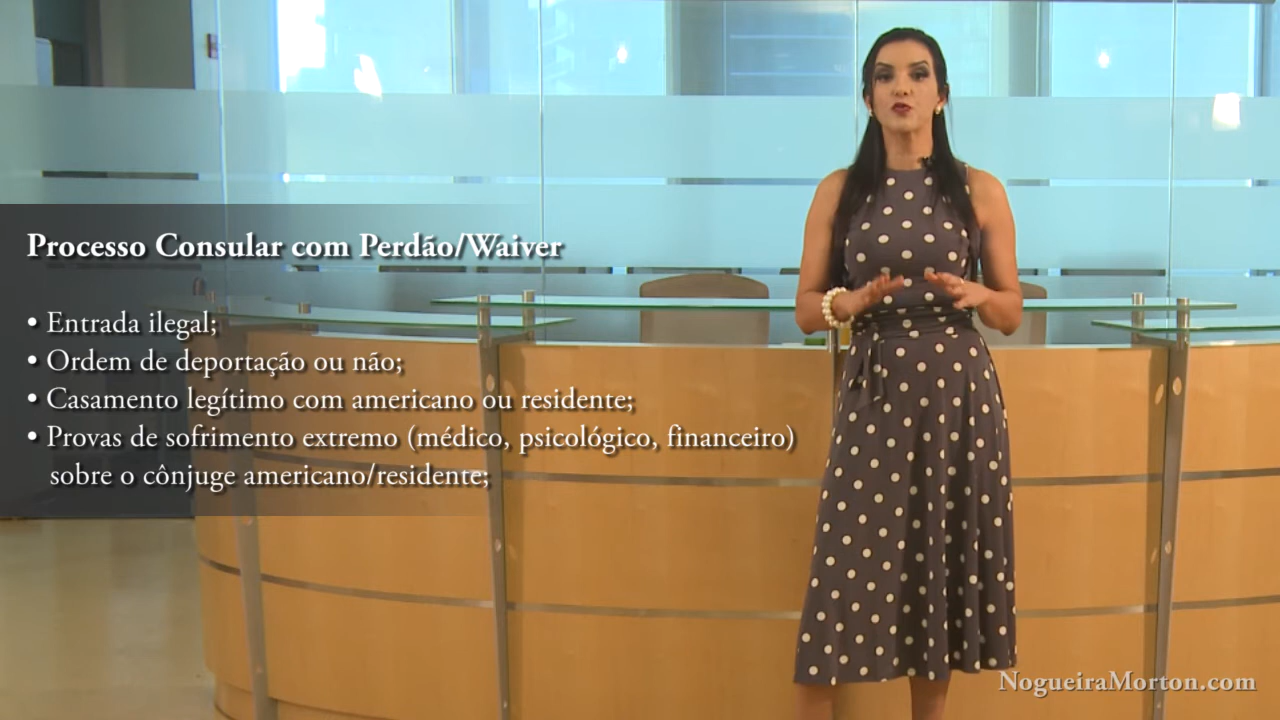 Processo Consular com Perdão/Waiver
• Entrada ilegal;
• Ordem de deportação ou não;
• Casamento legítimo com americano ou residente;
• Provas de sofrimento extremo (médico, psicológico, financeiro)
sobre o cônjuge americano/residente;
NogueiraMorton.com